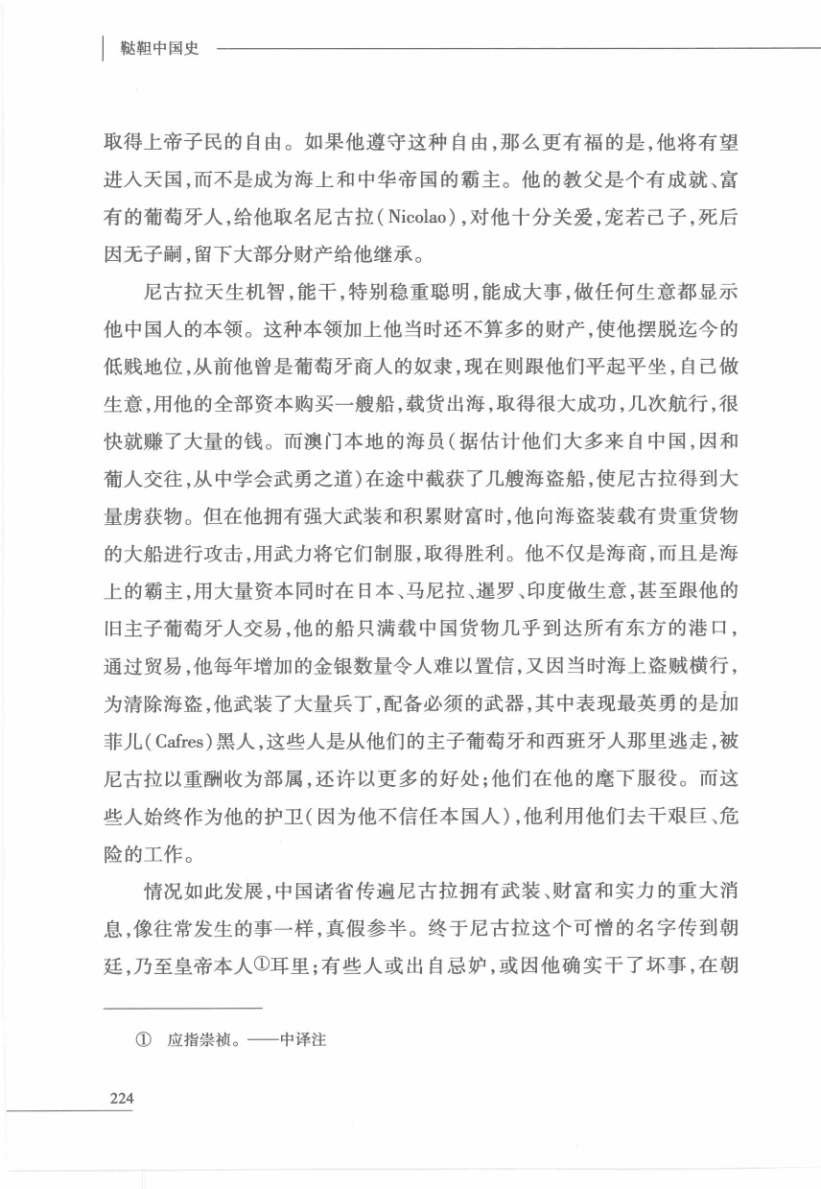 鞑靼中国史
取得上帝子民的自由。如果他遵守这种自由,那么更有福的是,他将有望
进入天国,而不是成为海上和中华帝国的霸主。他的教父是个有成就、富
有的葡萄牙人,给他取名尼古拉(Nicolao),对他十分关爱,宠若己子,死后
因无子嗣,留下大部分财产给他继承。
尼古拉天生机智,能干,特别稳重聪明,能成大事,做任何生意都显示
他中国人的本领。这种本领加上他当时还不算多的财产,使他摆脱迄今的
低贱地位,从前他曾是葡萄牙商人的奴隶,现在则跟他们平起平坐,自己做
生意,用他的全部资本购买一艘船,载货出海,取得很大成功,几次航行,很
快就赚了大量的钱。而澳门本地的海员(据估计他们大多来自中国,因和
葡人交往,从中学会武勇之道)在途中截获了几艘海盗船,使尼古拉得到大
量虏获物。但在他拥有强大武装和积累财富时,他向海盗装载有贵重货物
的大船进行攻击,用武力将它们制服,取得胜利。他不仅是海商,而且是海
上的霸主,用大量资本同时在日本、马尼拉、暹罗、印度做生意,甚至跟他的
旧主子葡萄牙人交易,他的船只满载中国货物几乎到达所有东方的港口,
通过贸易,他每年增加的金银数量令人难以置信,又因当时海上盗贼横行,
为清除海盗,他武装了大量兵丁,配备必须的武器,其中表现最英勇的是加
菲儿(Cafres)黑人,这些人是从他们的主子葡萄牙和西班牙人那里逃走,被
尼古拉以重酬收为部属,还许以更多的好处;他们在他的麾下服役。而这
些人始终作为他的护卫(因为他不信任本国人),他利用他们去干艰巨、危
险的工作。
情况如此发展,中国诸省传遍尼古拉拥有武装、财富和实力的重大消
息,像往常发生的事一样,真假参半。终于尼古拉这个可憎的名字传到朝
廷,乃至皇帝本人①耳里;有些人或出自忌妒,或因他确实干了坏事,在朝
① 应指崇祯。——中译注
224